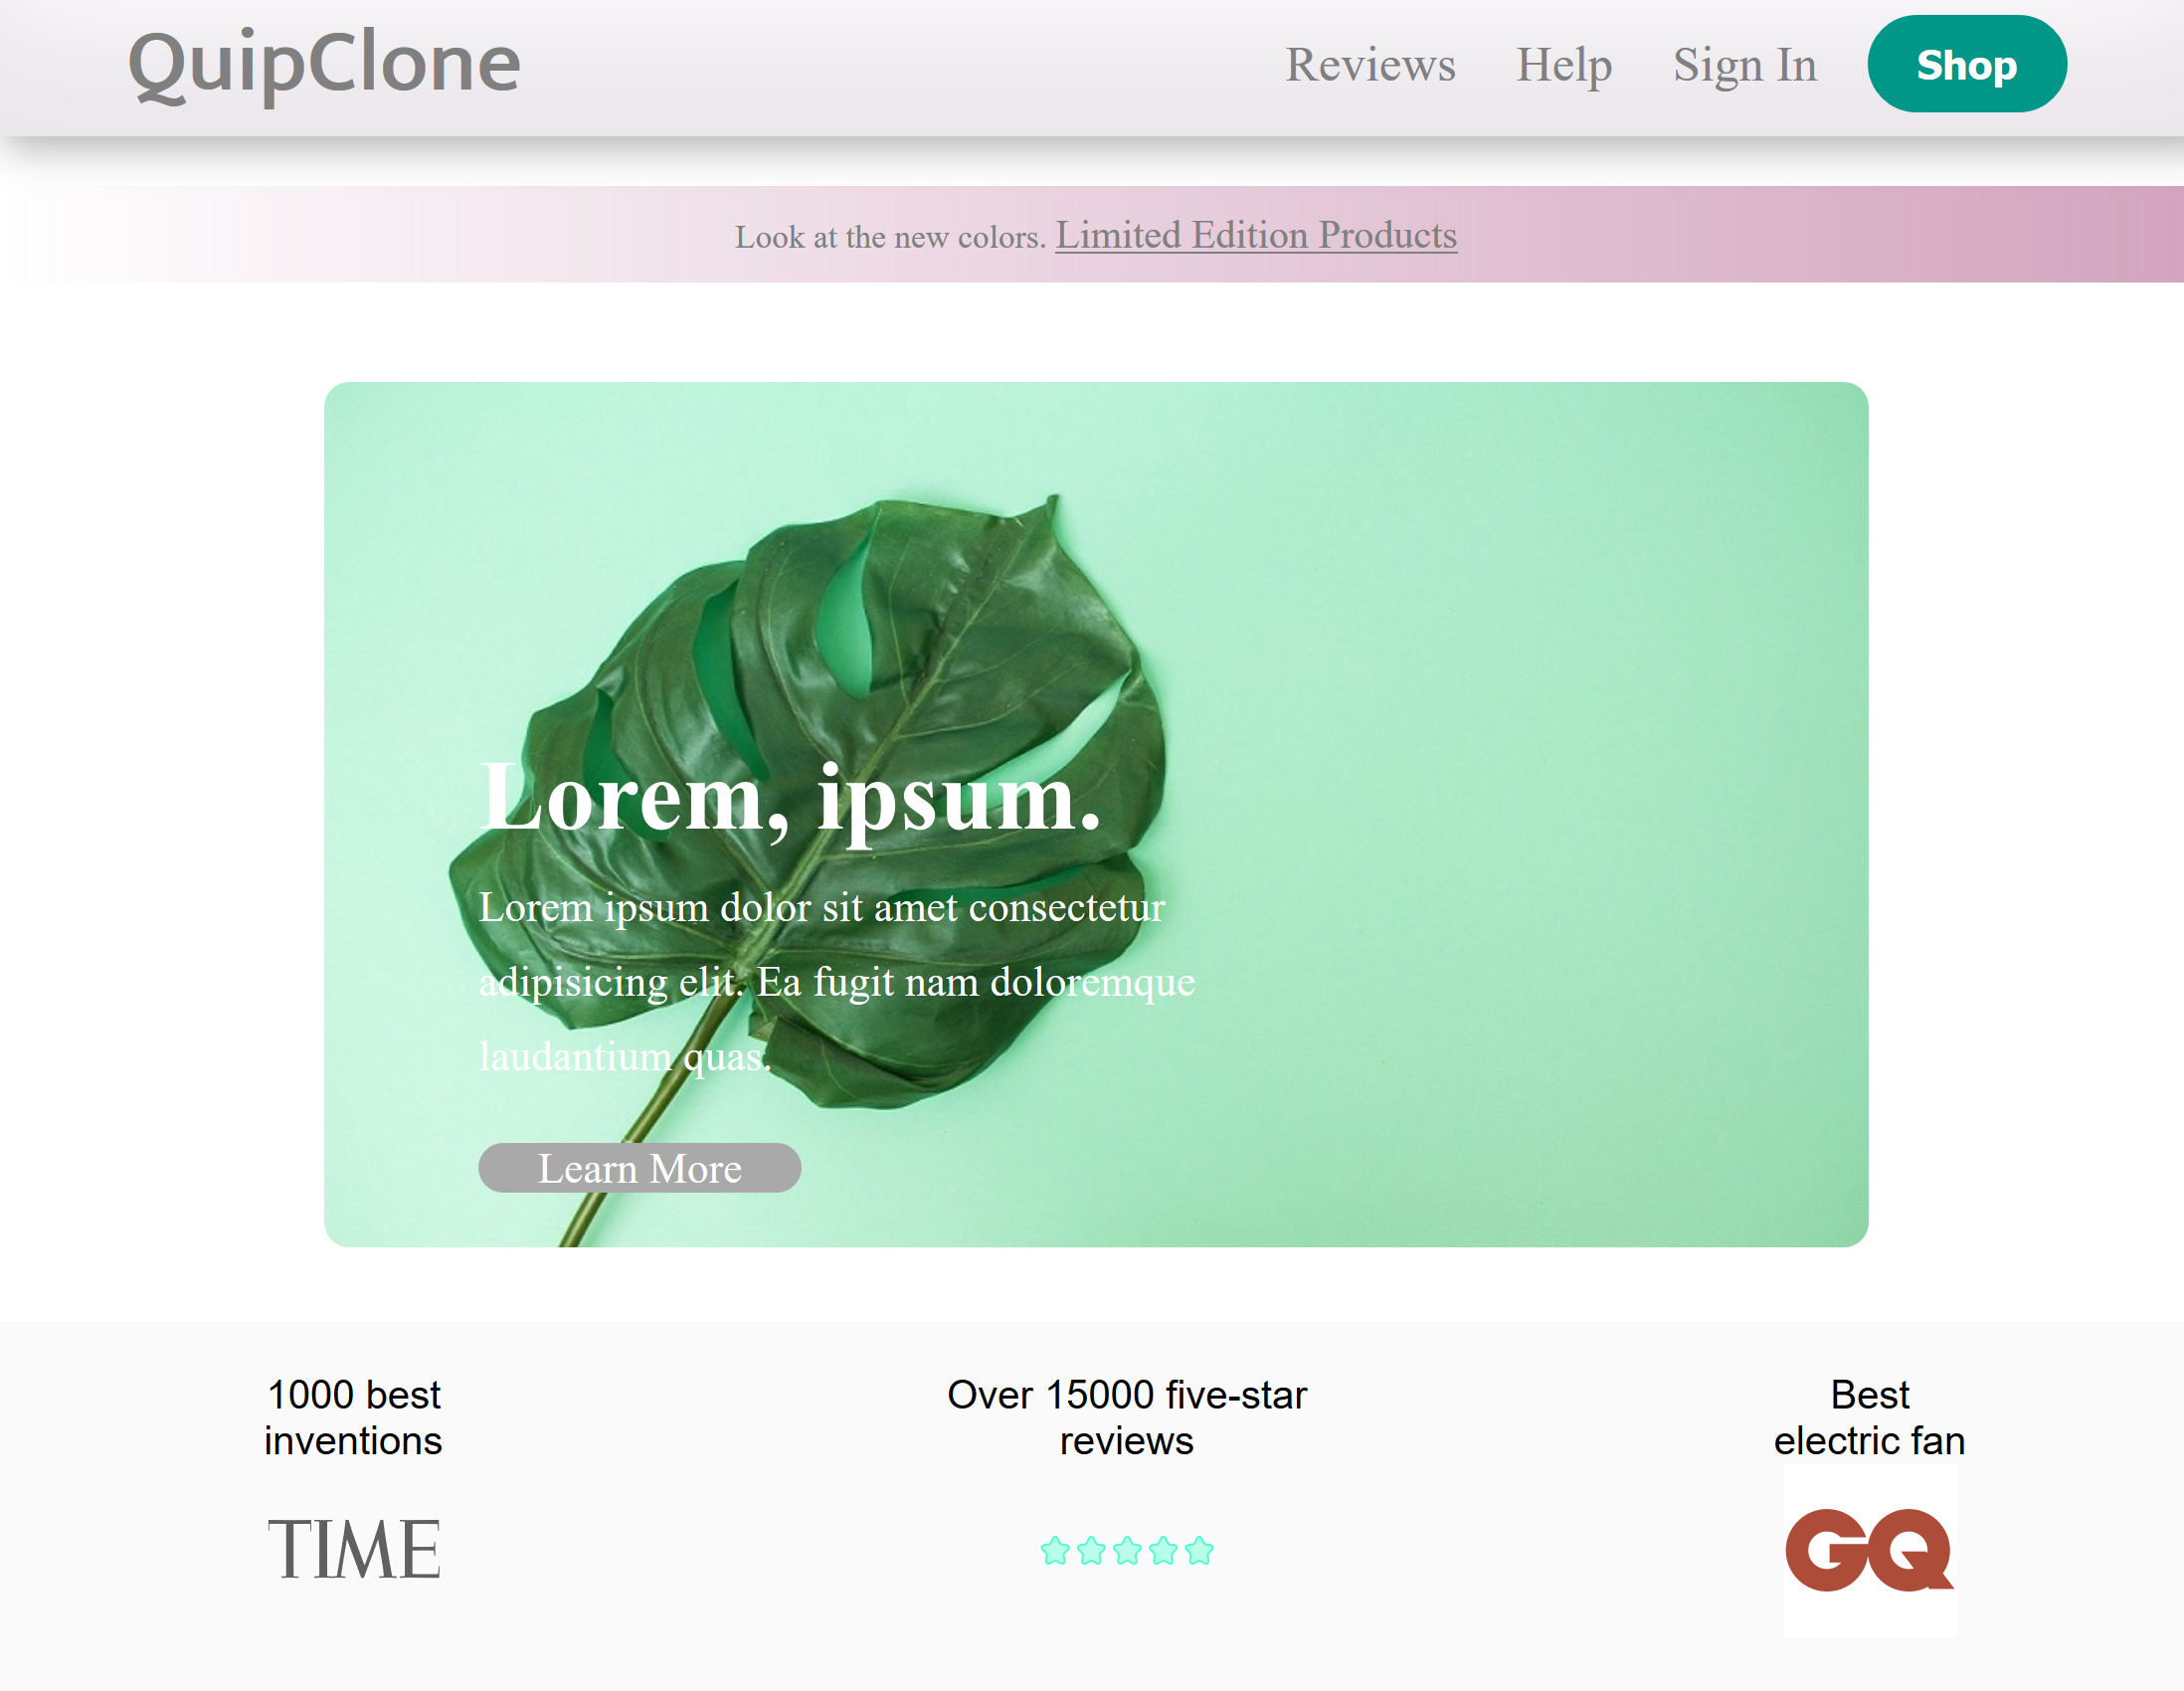 QuipClone
Reviews Help Sign In Shop
Look at the new colors. Limited Edition Products
Lorem, ipsum.
Lorem ipsum dolor sit amet consectetur
adipisicing elit. Ea fugit nam doloremque
laudantium quas.
Learn More
1000 best
inventions
TIME
Over 15000 five-star
reviews
Best
electric fan
GQ